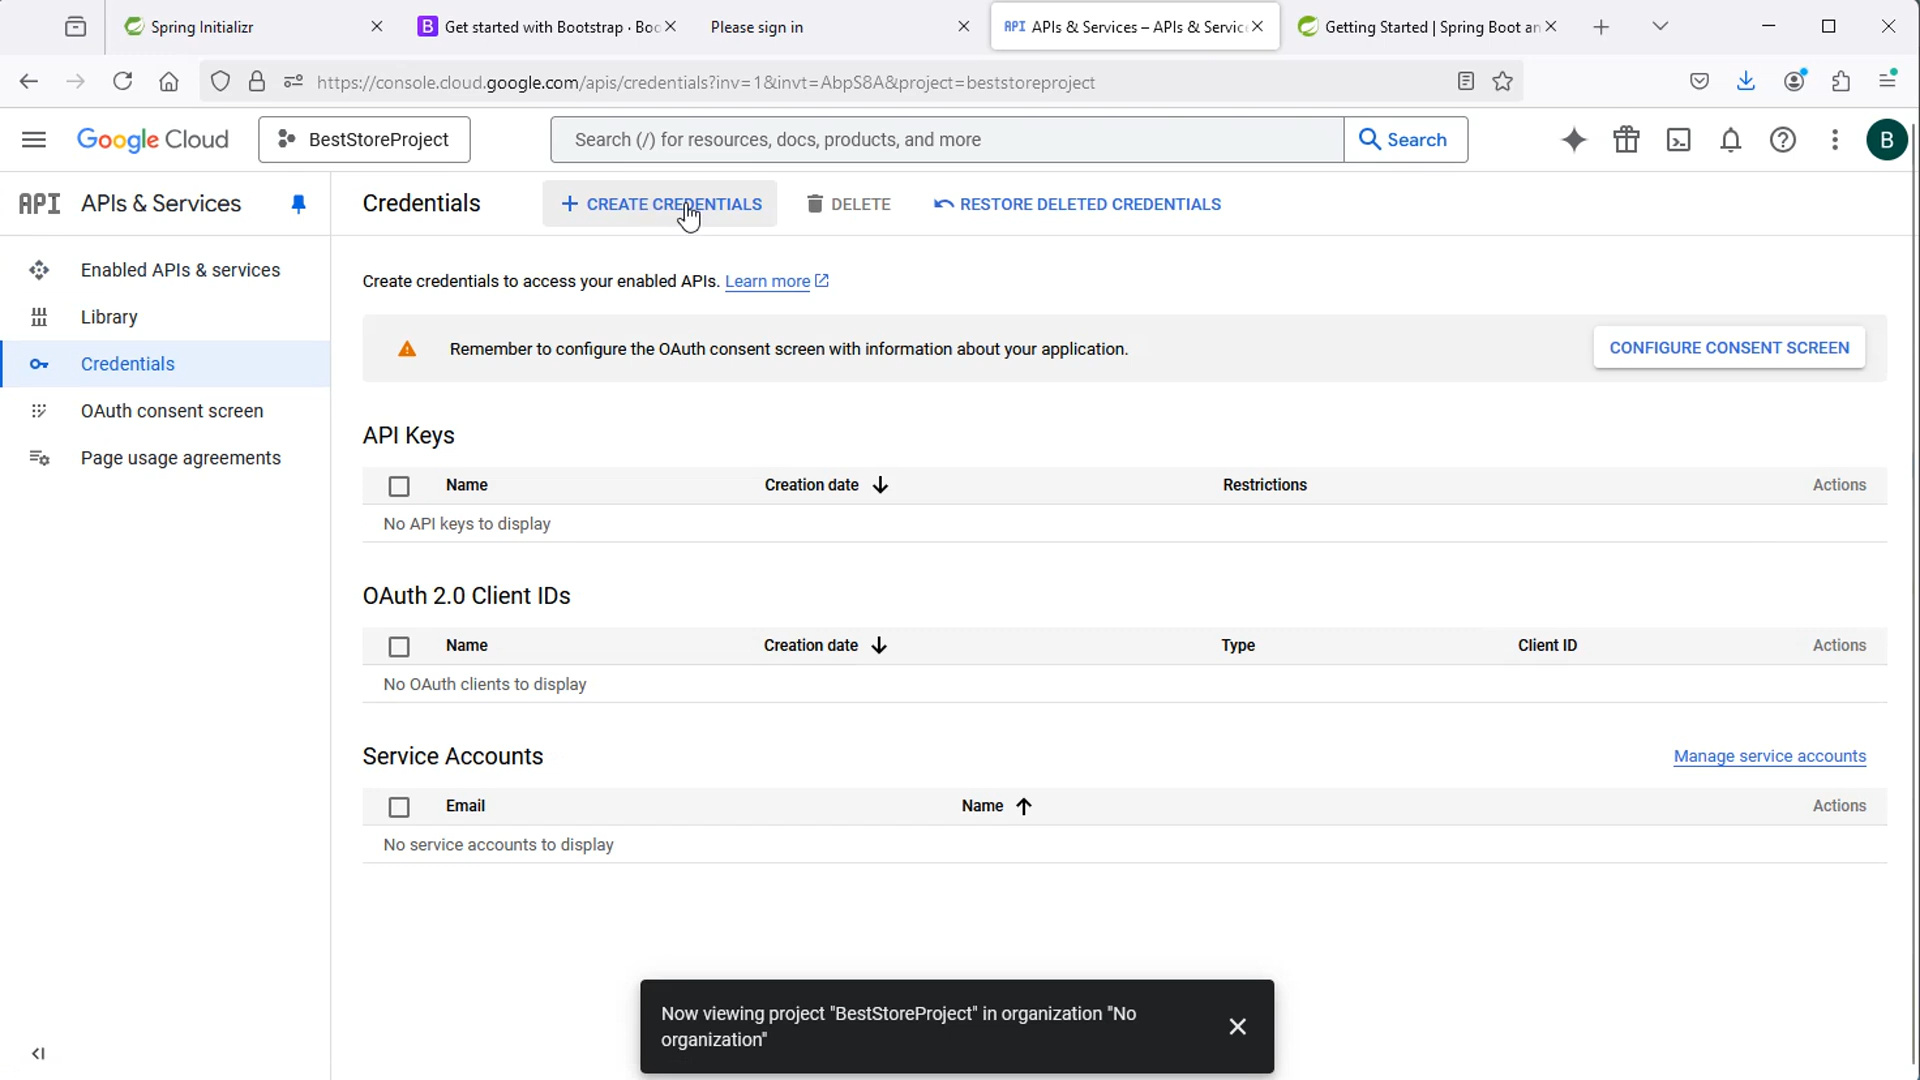 Spring Initializr
Get started with Bootstrap · Boo
Please sign in
API APIs & Services – APIs & Servic
Getting Started | Spring Boot an
https://console.cloud.google.com/apis/credentials?inv=1&invt=AbpS8A&project=beststoreproject
Google Cloud
BestStoreProject
Search (/) for resources, docs, products, and more
Search
B
API APIs & Services
Credentials
+ CREATE CREDENTIALS
DELETE
RESTORE DELETED CREDENTIALS
Enabled APIs & services
Library
Credentials
OAuth consent screen
Page usage agreements
Create credentials to access your enabled APIs. Learn more
Remember to configure the OAuth consent screen with information about your application.
CONFIGURE CONSENT SCREEN
API Keys
Name Creation date Restrictions Actions
No API keys to display
OAuth 2.0 Client IDs
Name Creation date Type Client ID Actions
No OAuth clients to display
Service Accounts
Manage service accounts
Email Name Actions
No service accounts to display
Now viewing project "BestStoreProject" in organization "No
organization"